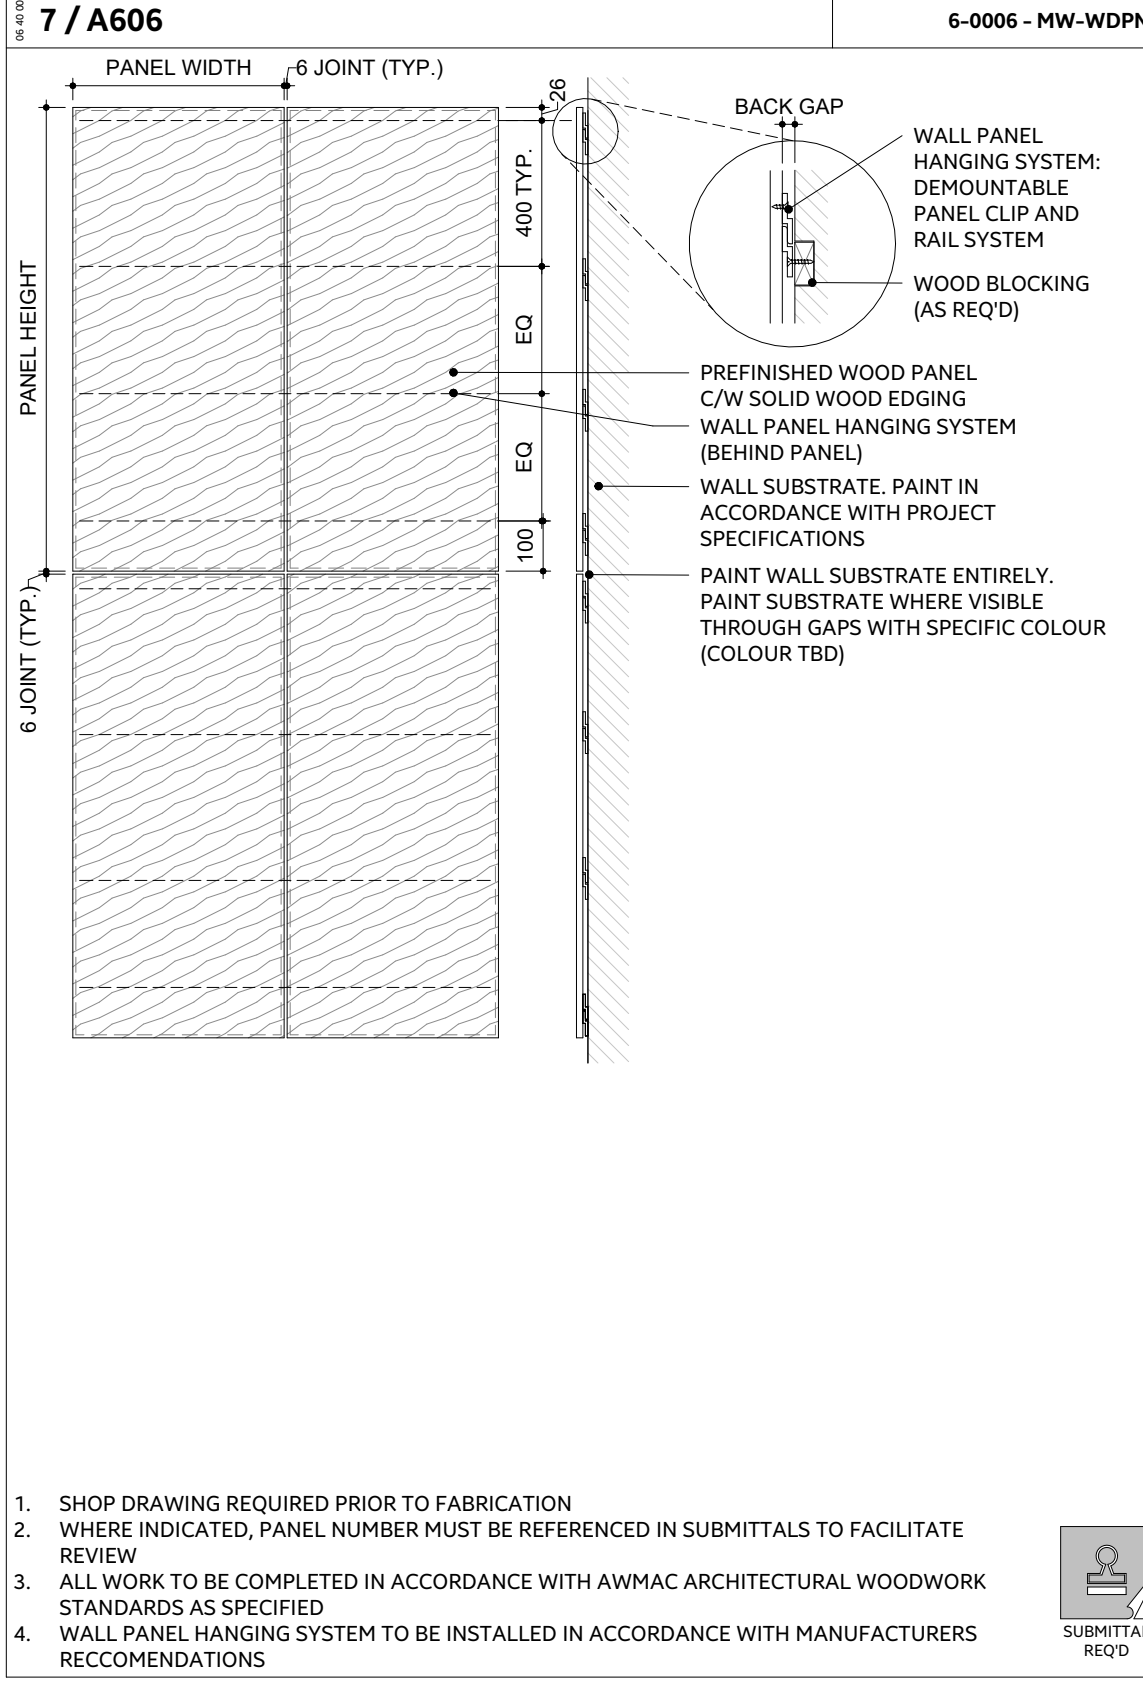 06 40 00
7 / A606
6-0006 - MW-WDPN
PANEL WIDTH
6 JOINT (TYP.)
26
BACK GAP
WALL PANEL
HANGING SYSTEM:
DEMOUNTABLE
PANEL CLIP AND
RAIL SYSTEM
400 TYP.
WOOD BLOCKING
(AS REQ'D)
PANEL HEIGHT
EQ
PREFINISHED WOOD PANEL
C/W SOLID WOOD EDGING
WALL PANEL HANGING SYSTEM
(BEHIND PANEL)
EQ
WALL SUBSTRATE. PAINT IN
ACCORDANCE WITH PROJECT
SPECIFICATIONS
100
PAINT WALL SUBSTRATE ENTIRELY.
PAINT SUBSTRATE WHERE VISIBLE
THROUGH GAPS WITH SPECIFIC COLOUR
(COLOUR TBD)
6 JOINT (TYP.)
1. SHOP DRAWING REQUIRED PRIOR TO FABRICATION
2. WHERE INDICATED, PANEL NUMBER MUST BE REFERENCED IN SUBMITTALS TO FACILITATE
REVIEW
3. ALL WORK TO BE COMPLETED IN ACCORDANCE WITH AWMAC ARCHITECTURAL WOODWORK
STANDARDS AS SPECIFIED
4. WALL PANEL HANGING SYSTEM TO BE INSTALLED IN ACCORDANCE WITH MANUFACTURERS
RECCOMENDATIONS
SUBMITTAL
REQ'D